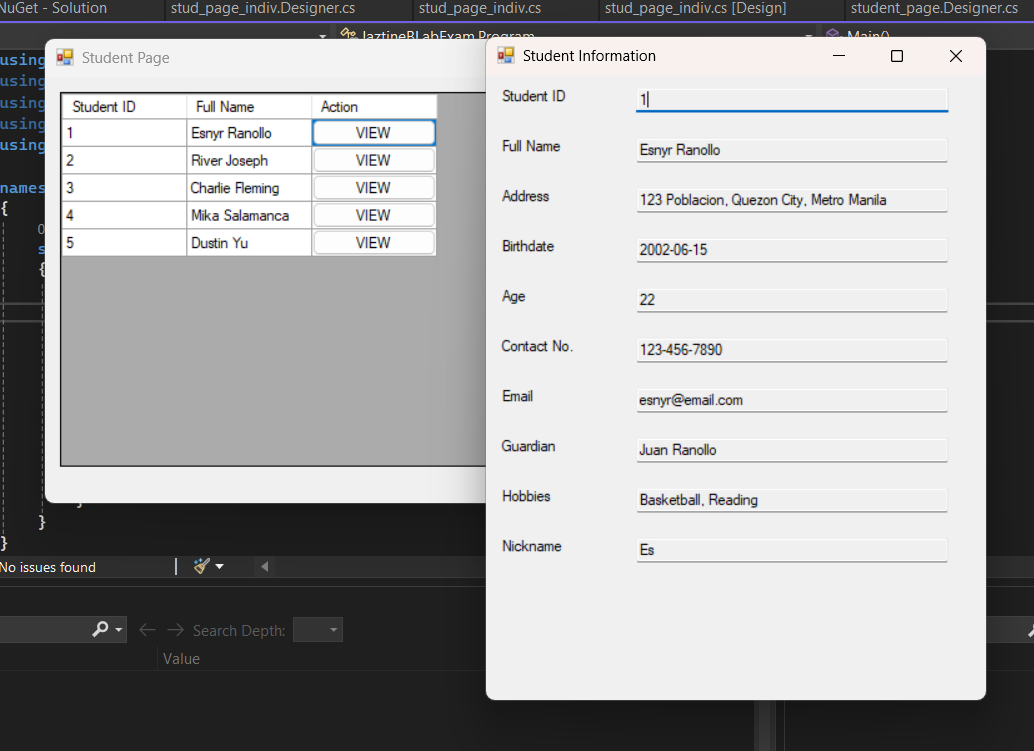 NuGet - Solution
stud_page_indiv.Designer.cs
stud_page_indiv.cs
stud_page_indiv.cs [Design]
student_page.Designer.cs
JaztineBLabExam.Program
Main()
using
using
using
using
using
names
{
{
}
}
}
Student Page
Student ID Full Name Action
1 Esnyr Ranollo VIEW
2 River Joseph VIEW
3 Charlie Fleming VIEW
4 Mika Salamanca VIEW
5 Dustin Yu VIEW
Student Information
Student ID 1
Full Name Esnyr Ranollo
Address 123 Poblacion, Quezon City, Metro Manila
Birthdate 2002-06-15
Age 22
Contact No. 123-456-7890
Email esnyr@email.com
Guardian Juan Ranollo
Hobbies Basketball, Reading
Nickname Es
No issues found
Search Depth:
Value